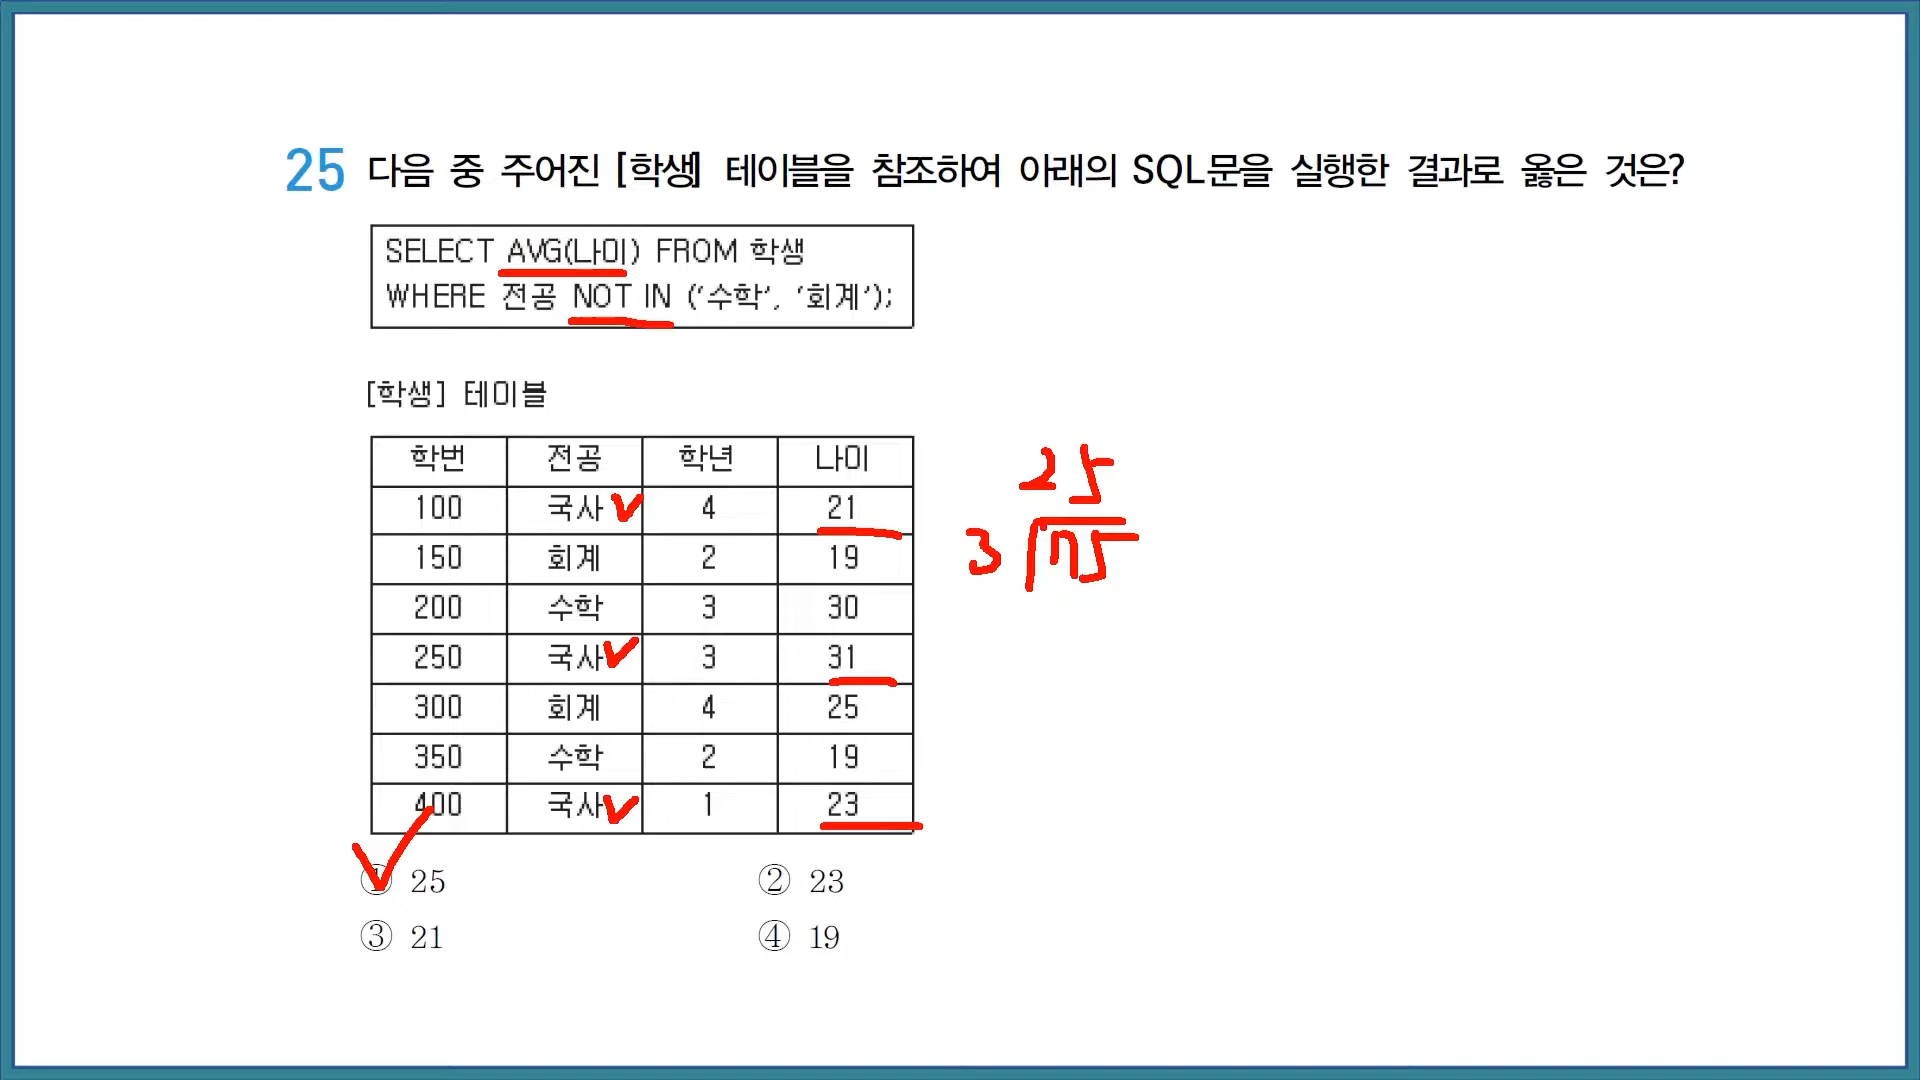 25 다음 중 주어진 [학생] 테이블을 참조하여 아래의 SQL문을 실행한 결과로 옳은 것은?
SELECT AVG(나이) FROM 학생
WHERE 전공 NOT IN ('수학', '회계');
[학생] 테이블
학번 전공 학년 나이
100 국사 4 21
150 회계 2 19
200 수학 3 30
250 국사 3 31
300 회계 4 25
350 수학 2 19
400 국사 1 23
25
3 75
① 25 ② 23
③ 21 ④ 19